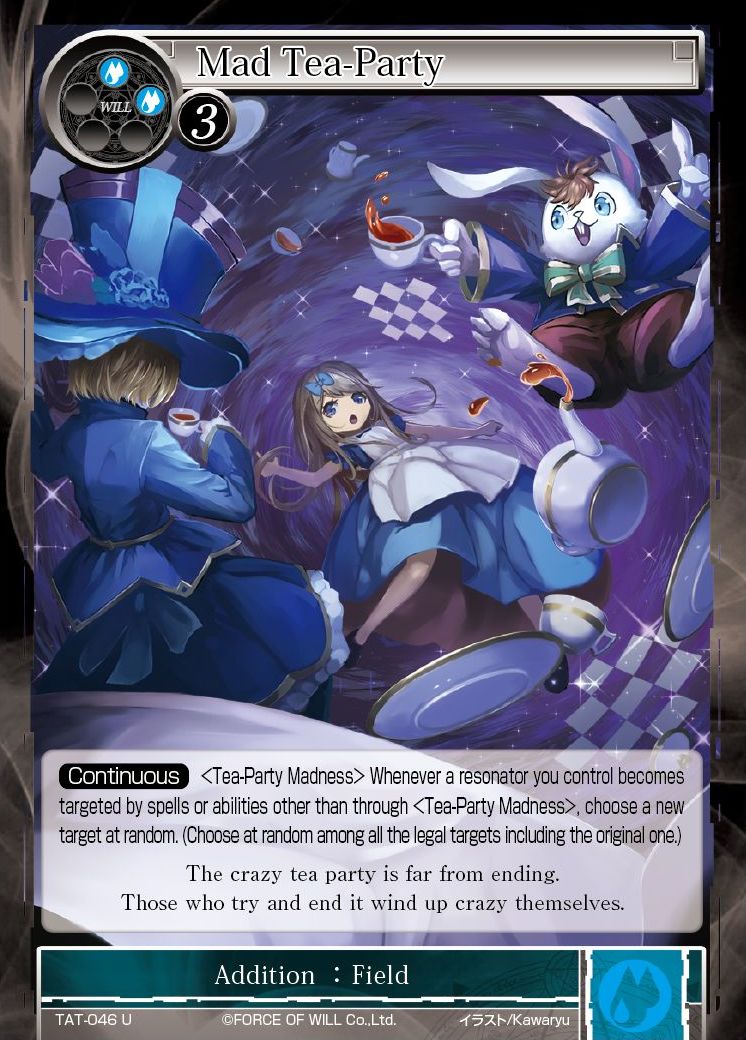 Mad Tea-Party
WILL
3
Continuous <Tea-Party Madness> Whenever a resonator you control becomes
targeted by spells or abilities other than through <Tea-Party Madness>, choose a new
target at random. (Choose at random among all the legal targets including the original one.)
The crazy tea party is far from ending.
Those who try and end it wind up crazy themselves.
Addition : Field
TAT-046 U ©FORCE OF WILL Co.,Ltd. イラスト/Kawaryu